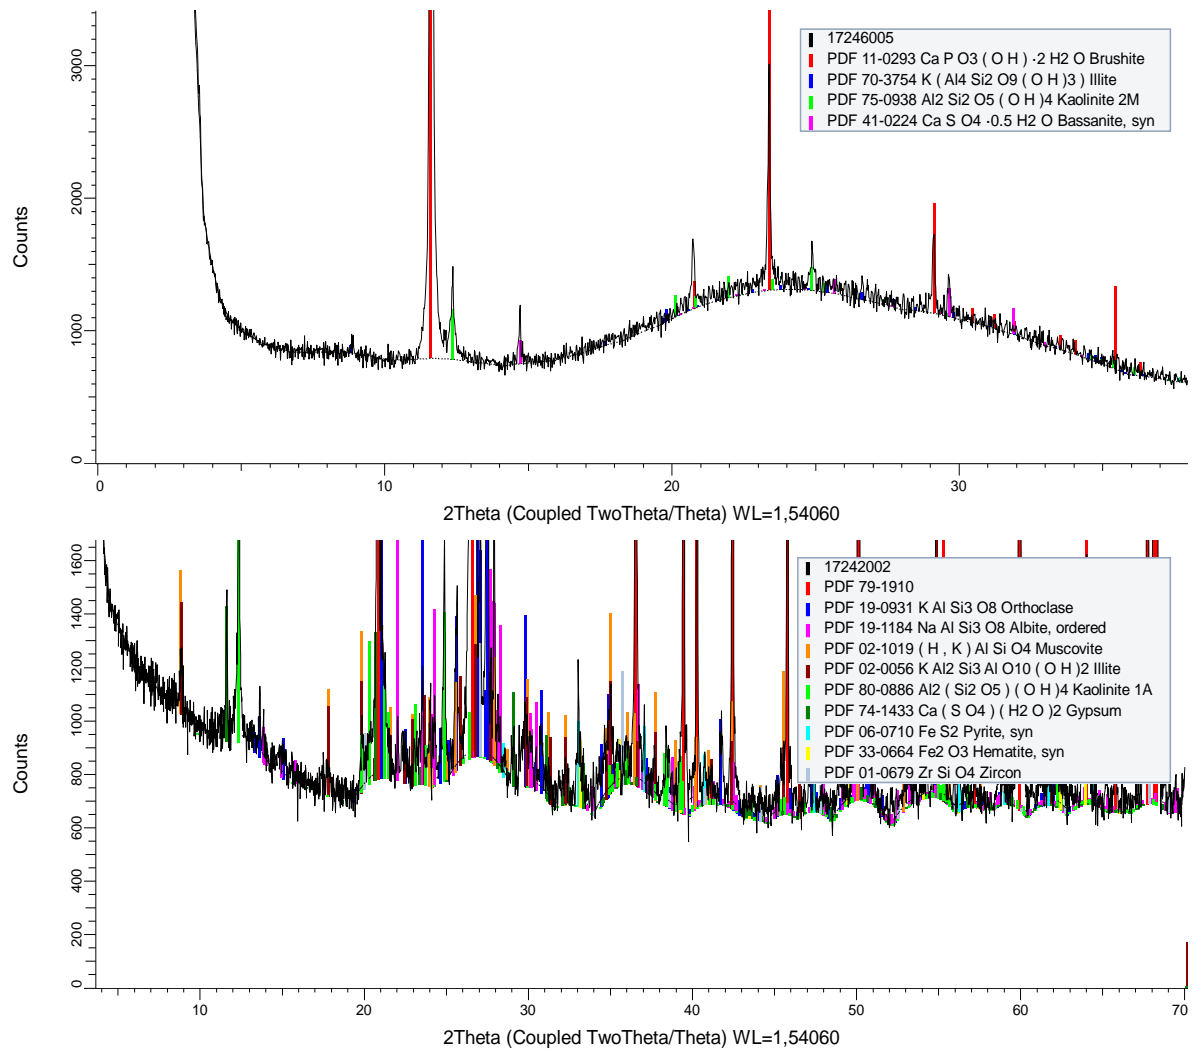 3000
2000
1000
0
Counts
17246005
PDF 11-0293 Ca P O3 ( O H ) ·2 H2 O Brushite
PDF 70-3754 K ( Al4 Si2 O9 ( O H )3 ) Illite
PDF 75-0938 Al2 Si2 O5 ( O H )4 Kaolinite 2M
PDF 41-0224 Ca S O4 ·0.5 H2 O Bassanite, syn
0 10 20 30
2Theta (Coupled TwoTheta/Theta) WL=1,54060
1600
1400
1200
1000
800
600
400
200
0
Counts
17242002
PDF 79-1910
PDF 19-0931 K Al Si3 O8 Orthoclase
PDF 19-1184 Na Al Si3 O8 Albite, ordered
PDF 02-1019 ( H , K ) Al Si O4 Muscovite
PDF 02-0056 K Al2 Si3 Al O10 ( O H )2 Illite
PDF 80-0886 Al2 ( Si2 O5 ) ( O H )4 Kaolinite 1A
PDF 74-1433 Ca ( S O4 ) ( H2 O )2 Gypsum
PDF 06-0710 Fe S2 Pyrite, syn
PDF 33-0664 Fe2 O3 Hematite, syn
PDF 01-0679 Zr Si O4 Zircon
10 20 30 40 50 60 70
2Theta (Coupled TwoTheta/Theta) WL=1,54060